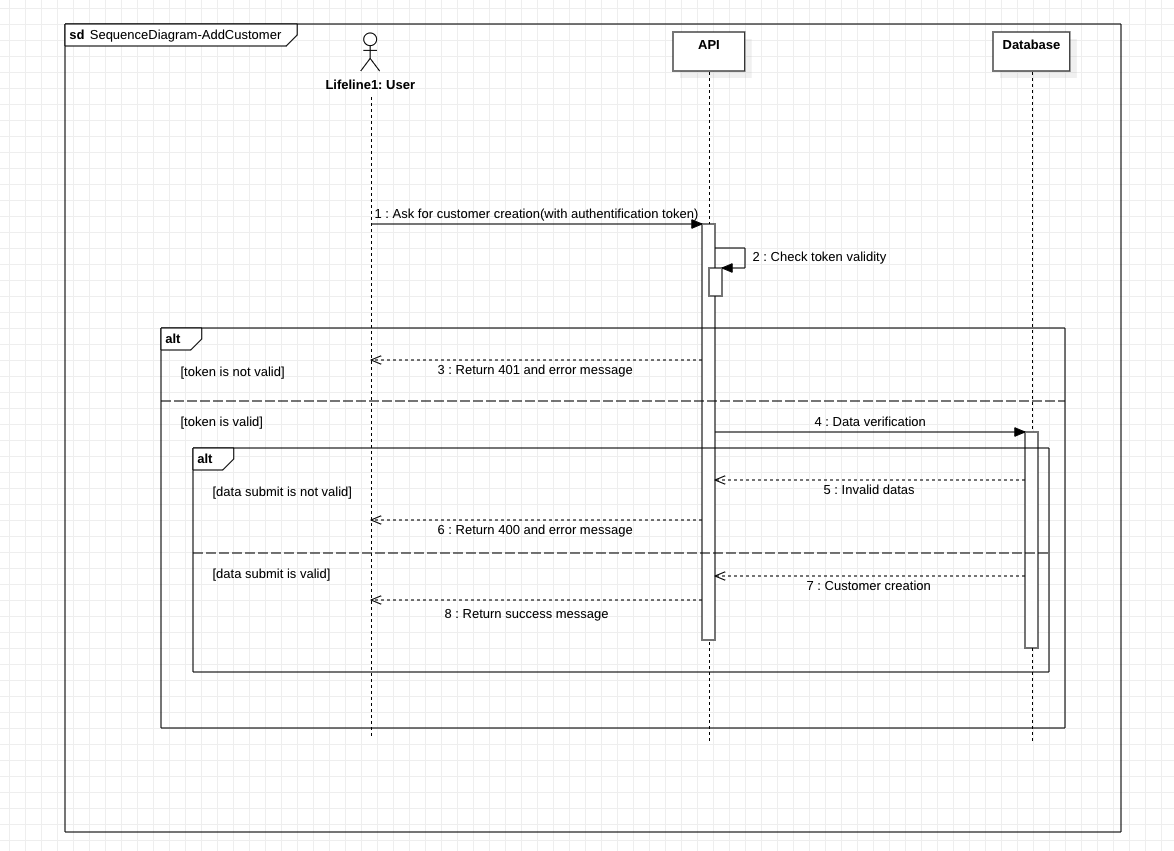 sd SequenceDiagram-AddCustomer
Lifeline1: User
API
Database
1 : Ask for customer creation(with authentification token)
2 : Check token validity
alt
3 : Return 401 and error message
[token is not valid]
[token is valid]
4 : Data verification
alt
[data submit is not valid]
5 : Invalid datas
6 : Return 400 and error message
[data submit is valid]
7 : Customer creation
8 : Return success message